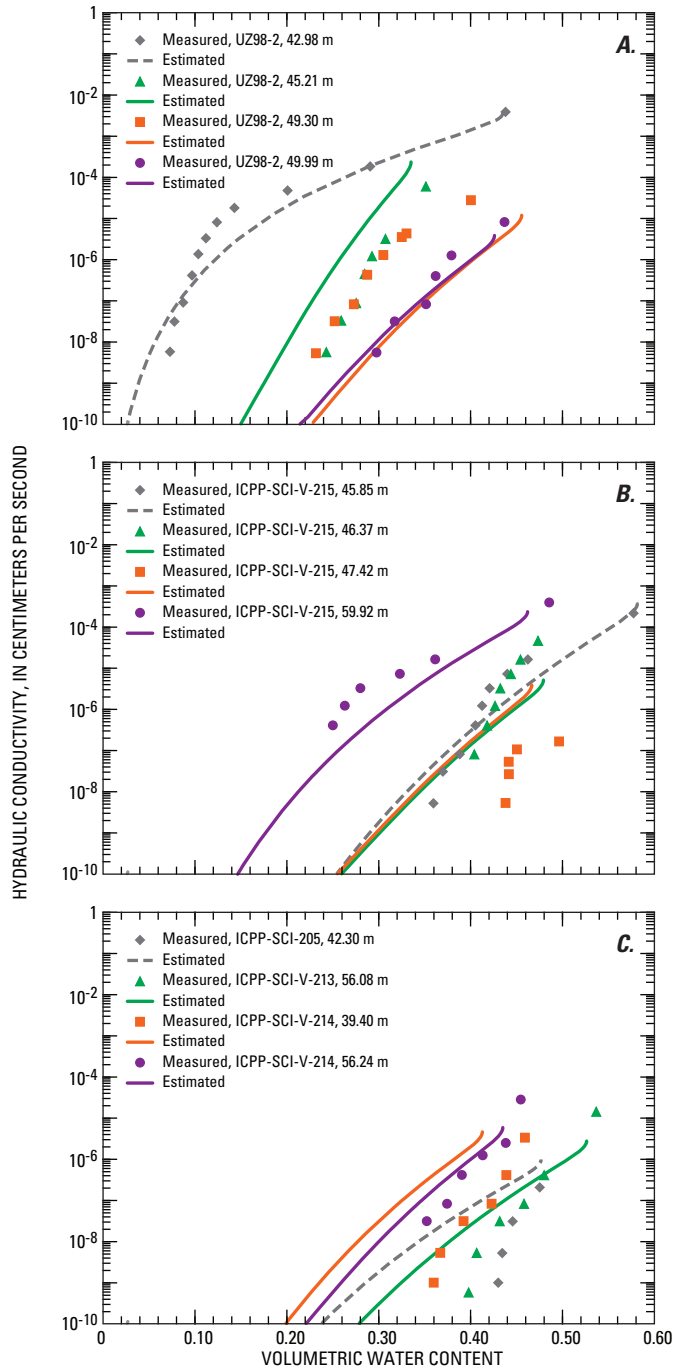 HYDRAULIC CONDUCTIVITY, IN CENTIMETERS PER SECOND
A.
1
10-2
10-4
10-6
10-8
10-10
Measured, UZ98-2, 42.98 m
Estimated
Measured, UZ98-2, 45.21 m
Estimated
Measured, UZ98-2, 49.30 m
Estimated
Measured, UZ98-2, 49.99 m
Estimated
B.
1
10-2
10-4
10-6
10-8
10-10
Measured, ICPP-SCI-V-215, 45.85 m
Estimated
Measured, ICPP-SCI-V-215, 46.37 m
Estimated
Measured, ICPP-SCI-V-215, 47.42 m
Estimated
Measured, ICPP-SCI-V-215, 59.92 m
Estimated
C.
1
10-2
10-4
10-6
10-8
10-10
Measured, ICPP-SCI-205, 42.30 m
Estimated
Measured, ICPP-SCI-V-213, 56.08 m
Estimated
Measured, ICPP-SCI-V-214, 39.40 m
Estimated
Measured, ICPP-SCI-V-214, 56.24 m
Estimated
0 0.10 0.20 0.30 0.40 0.50 0.60
VOLUMETRIC WATER CONTENT